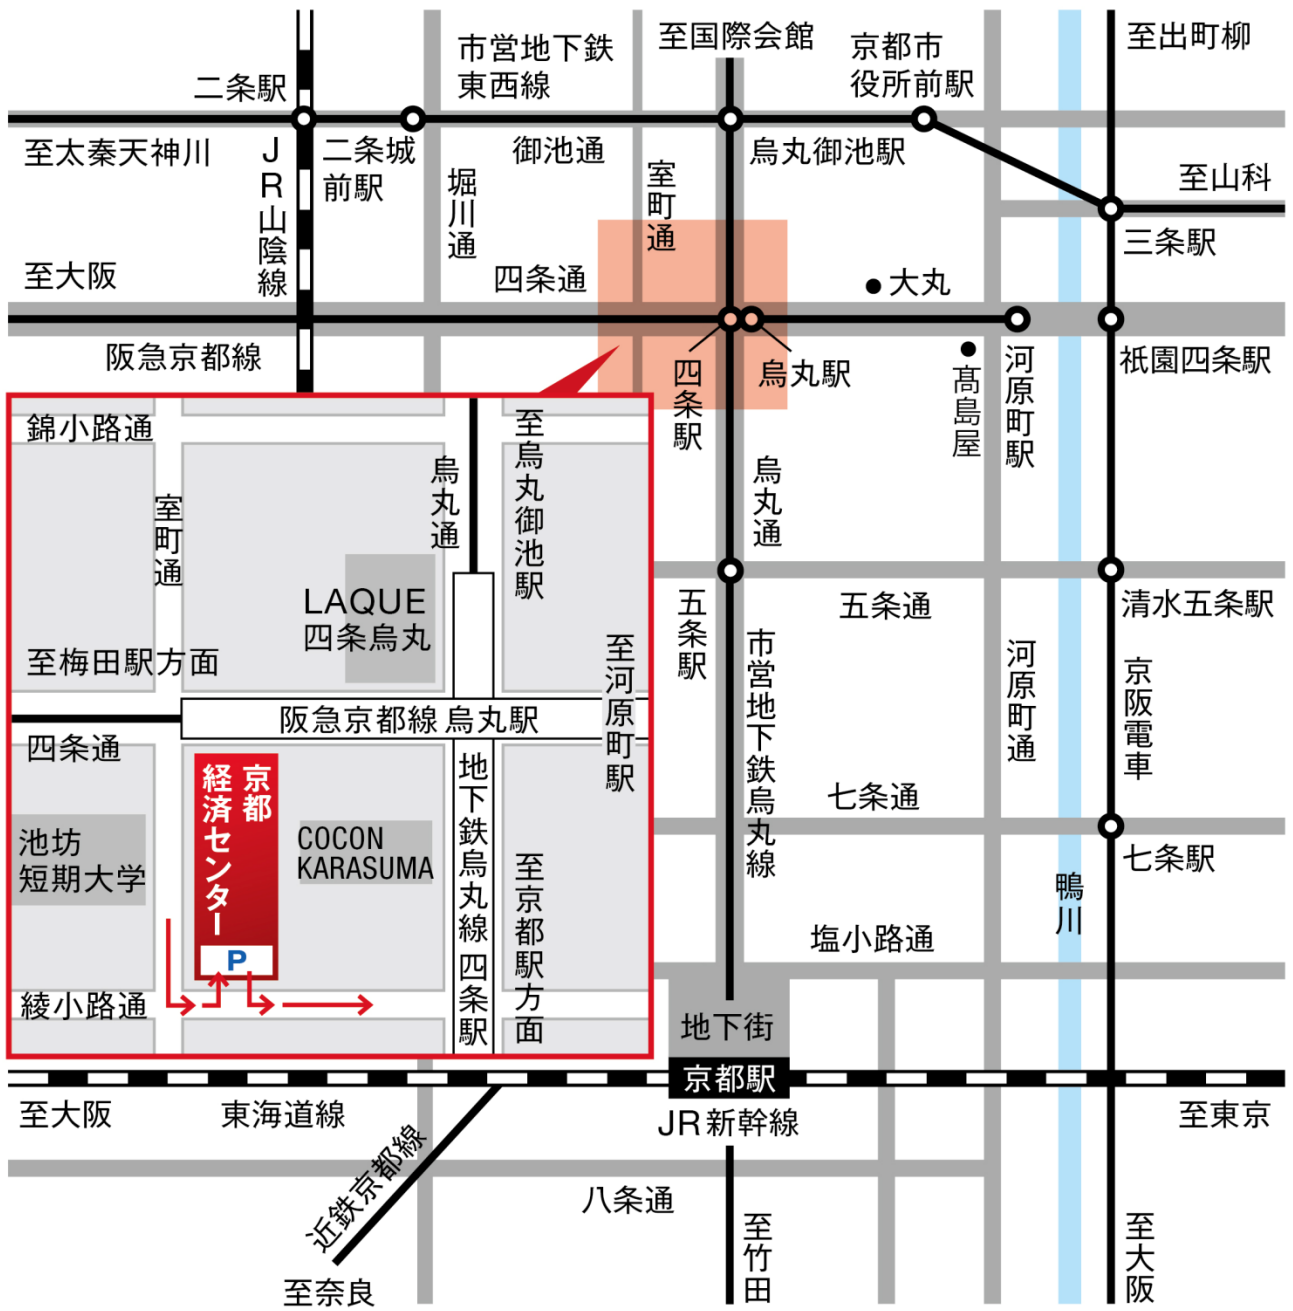 市営地下鉄
東西線
至国際会館
京都市
役所前駅
至出町柳
二条駅
至太秦天神川
JR山陰線
二条城
前駅
御池通
烏丸御池駅
堀川通
室町通
至山科
三条駅
至大阪
四条通
大丸
阪急京都線
四条駅
烏丸駅
髙島屋
河原町駅
祇園四条駅
烏丸通
五条駅
五条通
清水五条駅
市営地下鉄烏丸線
河原町通
京阪電車
七条通
七条駅
鴨川
塩小路通
地下街
京都駅
JR新幹線
至大阪
東海道線
至東京
近鉄京都線
至奈良
八条通
至竹田
至大阪
錦小路通
室町通
烏丸通
至烏丸御池駅
LAQUE
四条烏丸
至梅田駅方面
至河原町駅
阪急京都線 烏丸駅
四条通
京都
経済センター
P
池坊
短期大学
COCON
KARASUMA
地下鉄烏丸線 四条駅
至京都駅方面
綾小路通